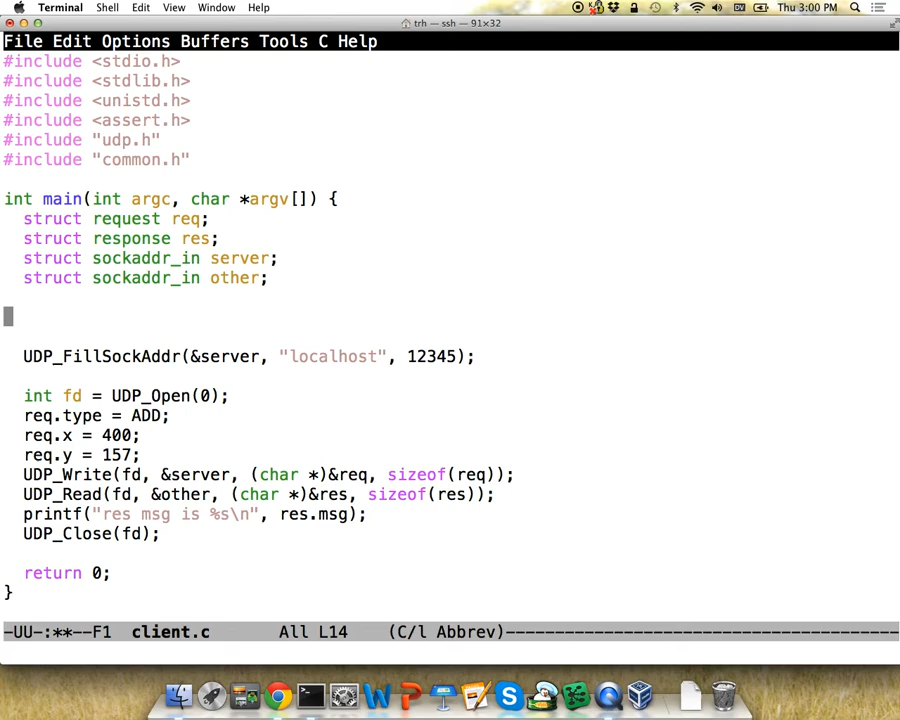 Terminal Shell Edit View Window Help Thu 3:00 PM
trh — ssh — 91×32
File Edit Options Buffers Tools C Help
#include <stdio.h>
#include <stdlib.h>
#include <unistd.h>
#include <assert.h>
#include "udp.h"
#include "common.h"
int main(int argc, char *argv[]) {
  struct request req;
  struct response res;
  struct sockaddr_in server;
  struct sockaddr_in other;
  UDP_FillSockAddr(&server, "localhost", 12345);
  int fd = UDP_Open(0);
  req.type = ADD;
  req.x = 400;
  req.y = 157;
  UDP_Write(fd, &server, (char *)&req, sizeof(req));
  UDP_Read(fd, &other, (char *)&res, sizeof(res));
  printf("res msg is %s\n", res.msg);
  UDP_Close(fd);
  return 0;
}
-UU-:**--F1  client.c       All L14    (C/l Abbrev)----------------------------------------